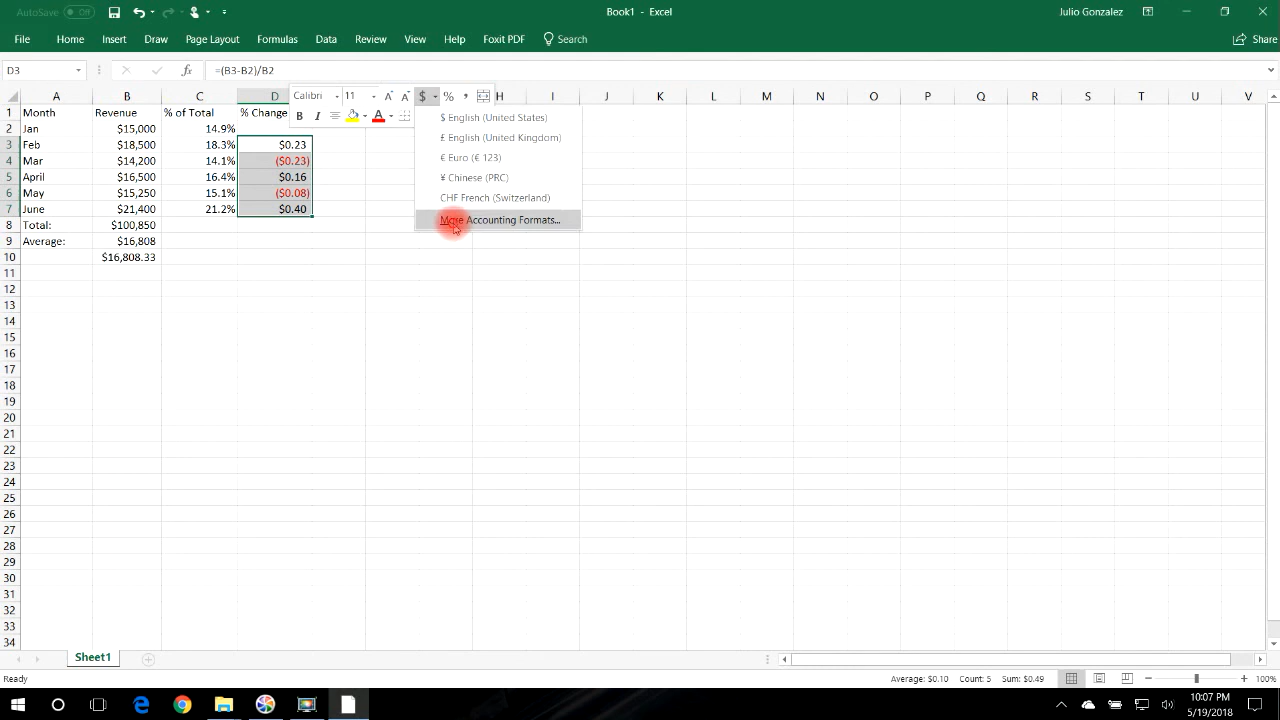 AutoSave Off
Book1 - Excel
Julio Gonzalez
File Home Insert Draw Page Layout Formulas Data Review View Help Foxit PDF Search Share
D3 fx =(B3-B2)/B2
Calibri 11 $ % ,
B I A
A B C D H I J K L M N O P Q R S T U V
1 Month Revenue % of Total % Change
2 Jan $15,000 14.9%
3 Feb $18,500 18.3% $0.23
4 Mar $14,200 14.1% ($0.23)
5 April $16,500 16.4% $0.16
6 May $15,250 15.1% ($0.08)
7 June $21,400 21.2% $0.40
8 Total: $100,850
9 Average: $16,808
10 $16,808.33
11
12
13
14
15
16
17
18
19
20
21
22
23
24
25
26
27
28
29
30
31
32
33
34
$ English (United States)
£ English (United Kingdom)
€ Euro (€ 123)
¥ Chinese (PRC)
CHF French (Switzerland)
More Accounting Formats...
Sheet1
Ready
Average: $0.10 Count: 5 Sum: $0.49
100%
10:07 PM
5/19/2018